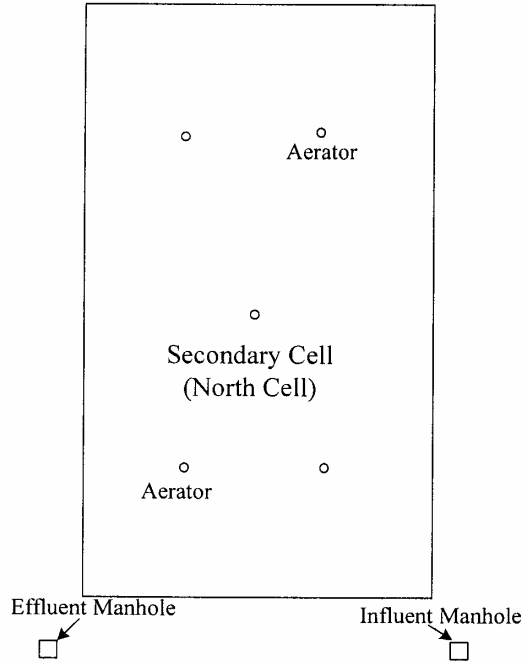 Aerator
Secondary Cell
(North Cell)
Aerator
Effluent Manhole
Influent Manhole